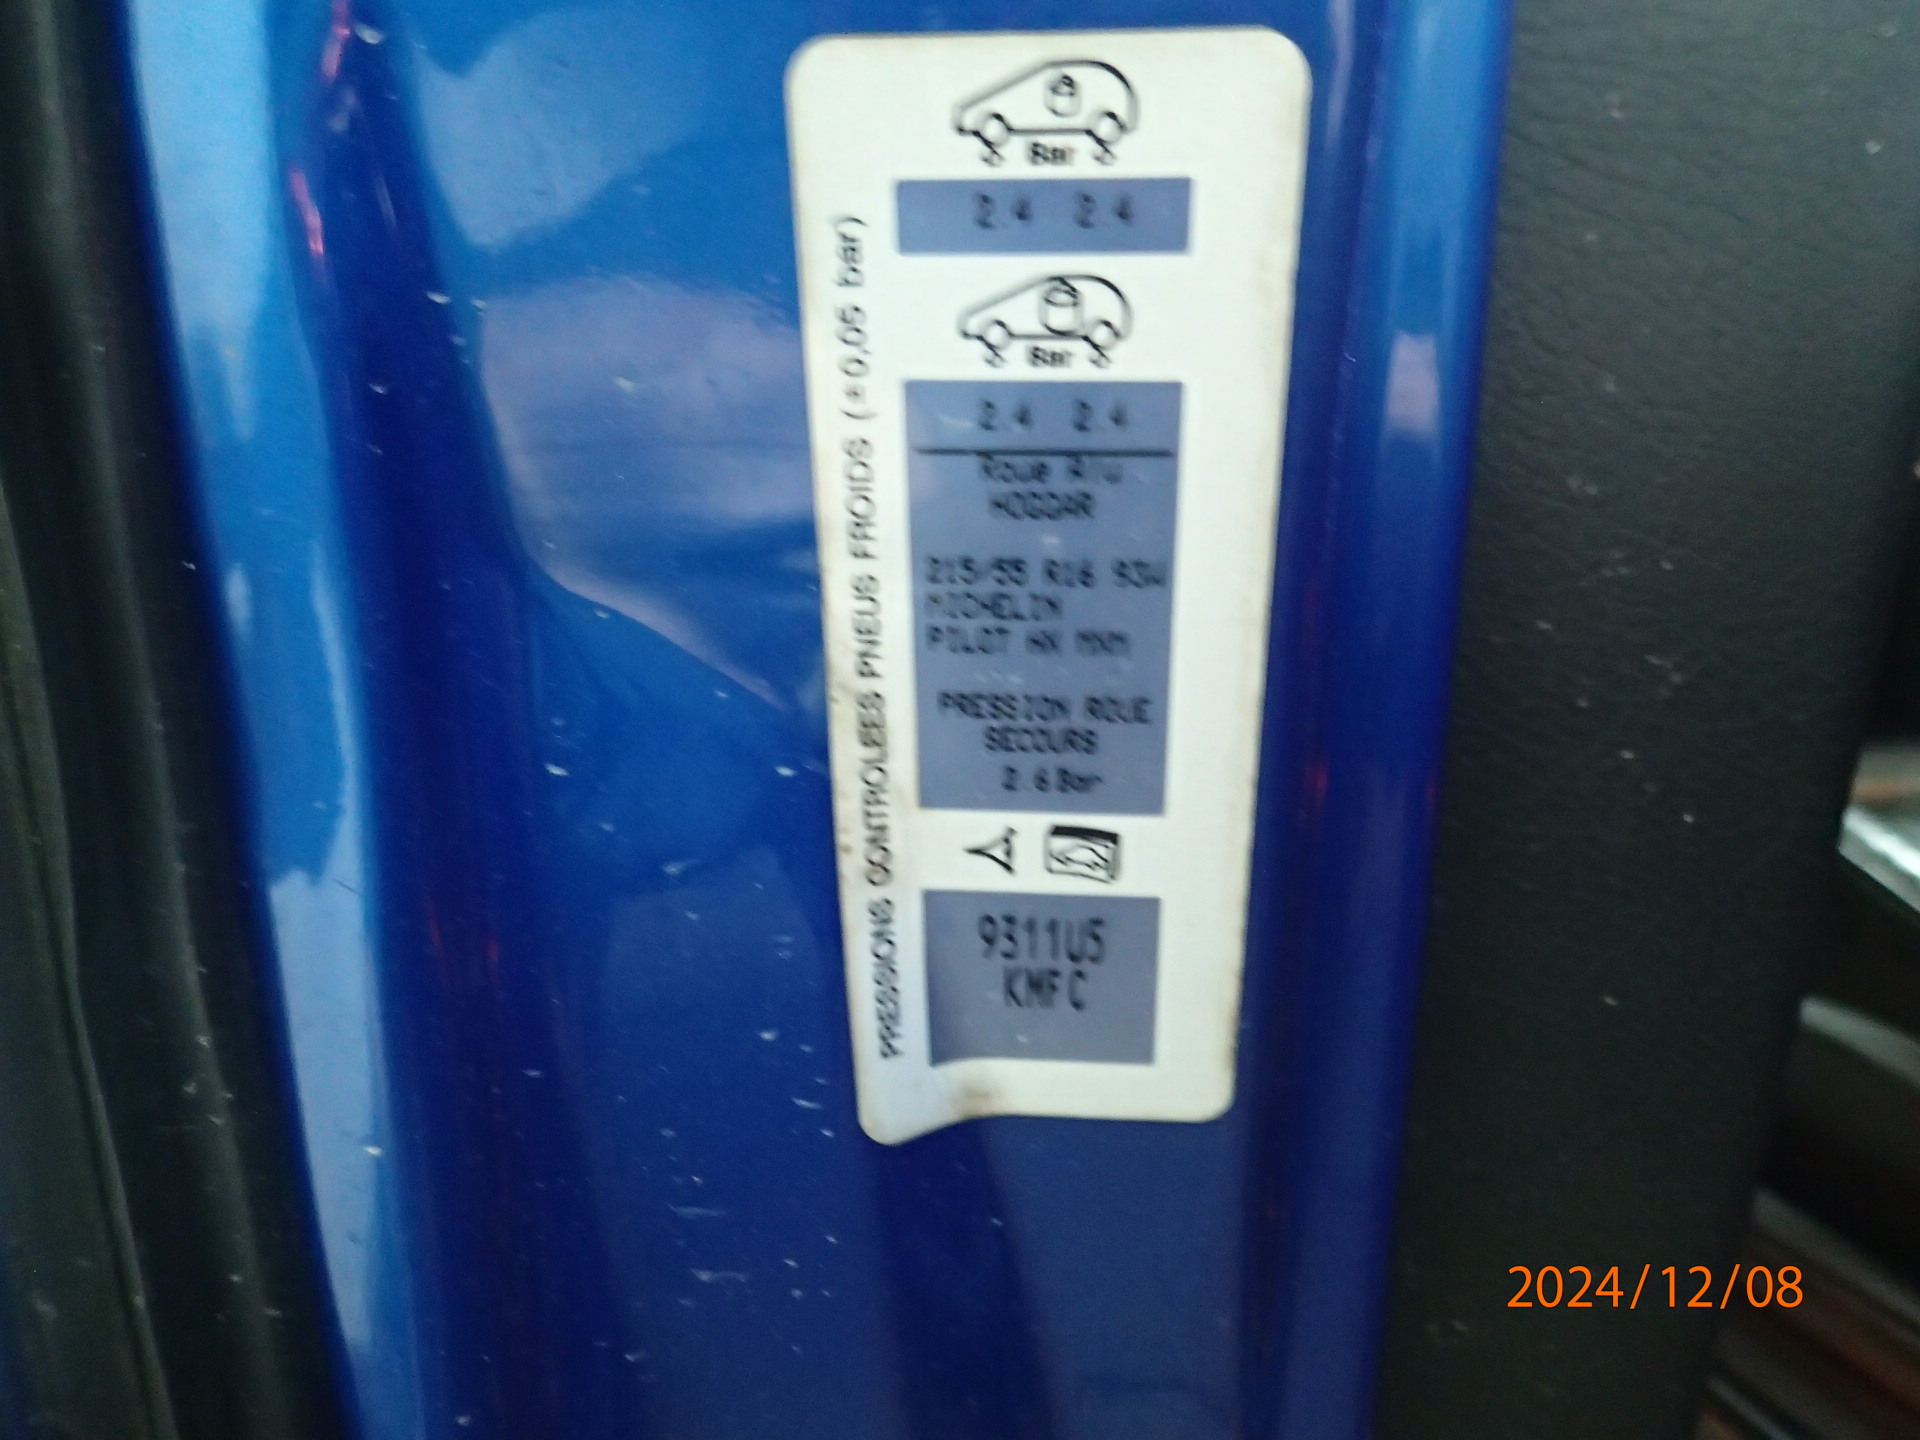 Bar
2.4 2.4
Bar
2.4 2.4
Roue Alu
HOGGAR
215/55 R16 93W
MICHELIN
PILOT HX MXM
PRESSION ROUE
SECOURS
2.6 Bar
9311U5
KMFC
PRESSIONS CONTROLEES PNEUS FROIDS (±0,05 bar)
2024/12/08